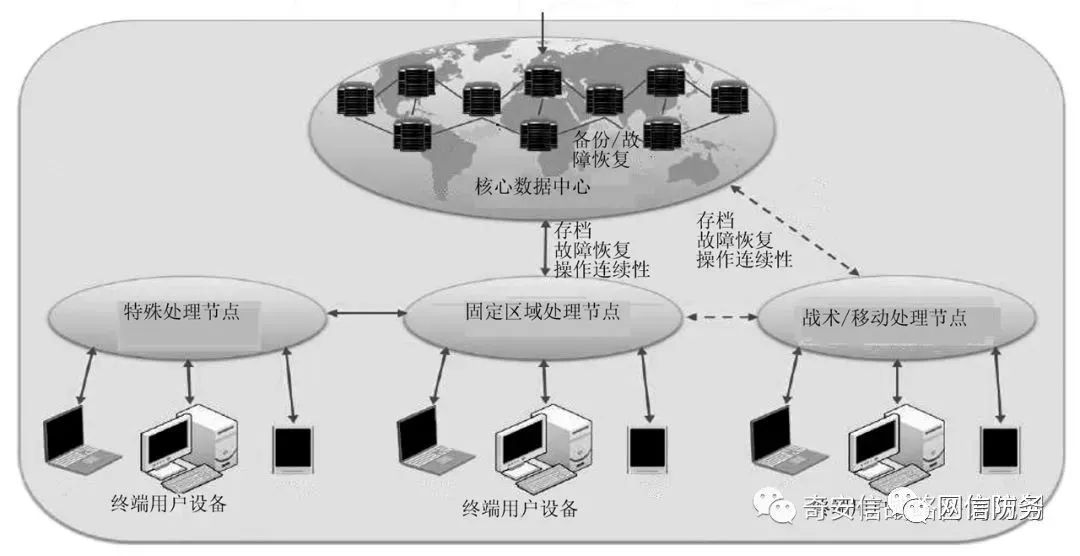 备份/故
障恢复
核心数据中心
存档
故障恢复
操作连续性
存档
故障恢复
操作连续性
特殊处理节点
固定区域处理节点
战术/移动处理节点
终端用户设备
终端用户设备
奇安信战略
网信防务